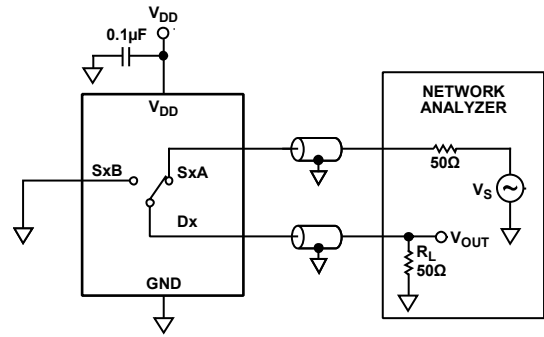 VDD
0.1µF
VDD
NETWORK
ANALYZER
SxB
SxA
50Ω
VS
Dx
VOUT
RL
50Ω
GND